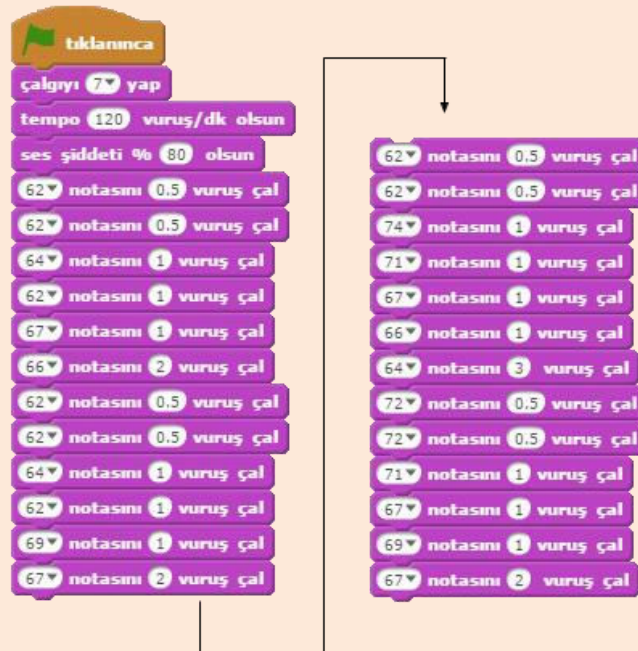 tıklanınca
çalgıyı 7 yap
tempo 120 vuruş/dk olsun
ses şiddeti % 80 olsun
62 notasını 0.5 vuruş çal
62 notasını 0.5 vuruş çal
64 notasını 1 vuruş çal
62 notasını 1 vuruş çal
67 notasını 1 vuruş çal
66 notasını 2 vuruş çal
62 notasını 0.5 vuruş çal
62 notasını 0.5 vuruş çal
64 notasını 1 vuruş çal
62 notasını 1 vuruş çal
69 notasını 1 vuruş çal
67 notasını 2 vuruş çal
62 notasını 0.5 vuruş çal
62 notasını 0.5 vuruş çal
74 notasını 1 vuruş çal
71 notasını 1 vuruş çal
67 notasını 1 vuruş çal
66 notasını 1 vuruş çal
64 notasını 3 vuruş çal
72 notasını 0.5 vuruş çal
72 notasını 0.5 vuruş çal
71 notasını 1 vuruş çal
67 notasını 1 vuruş çal
69 notasını 1 vuruş çal
67 notasını 2 vuruş çal